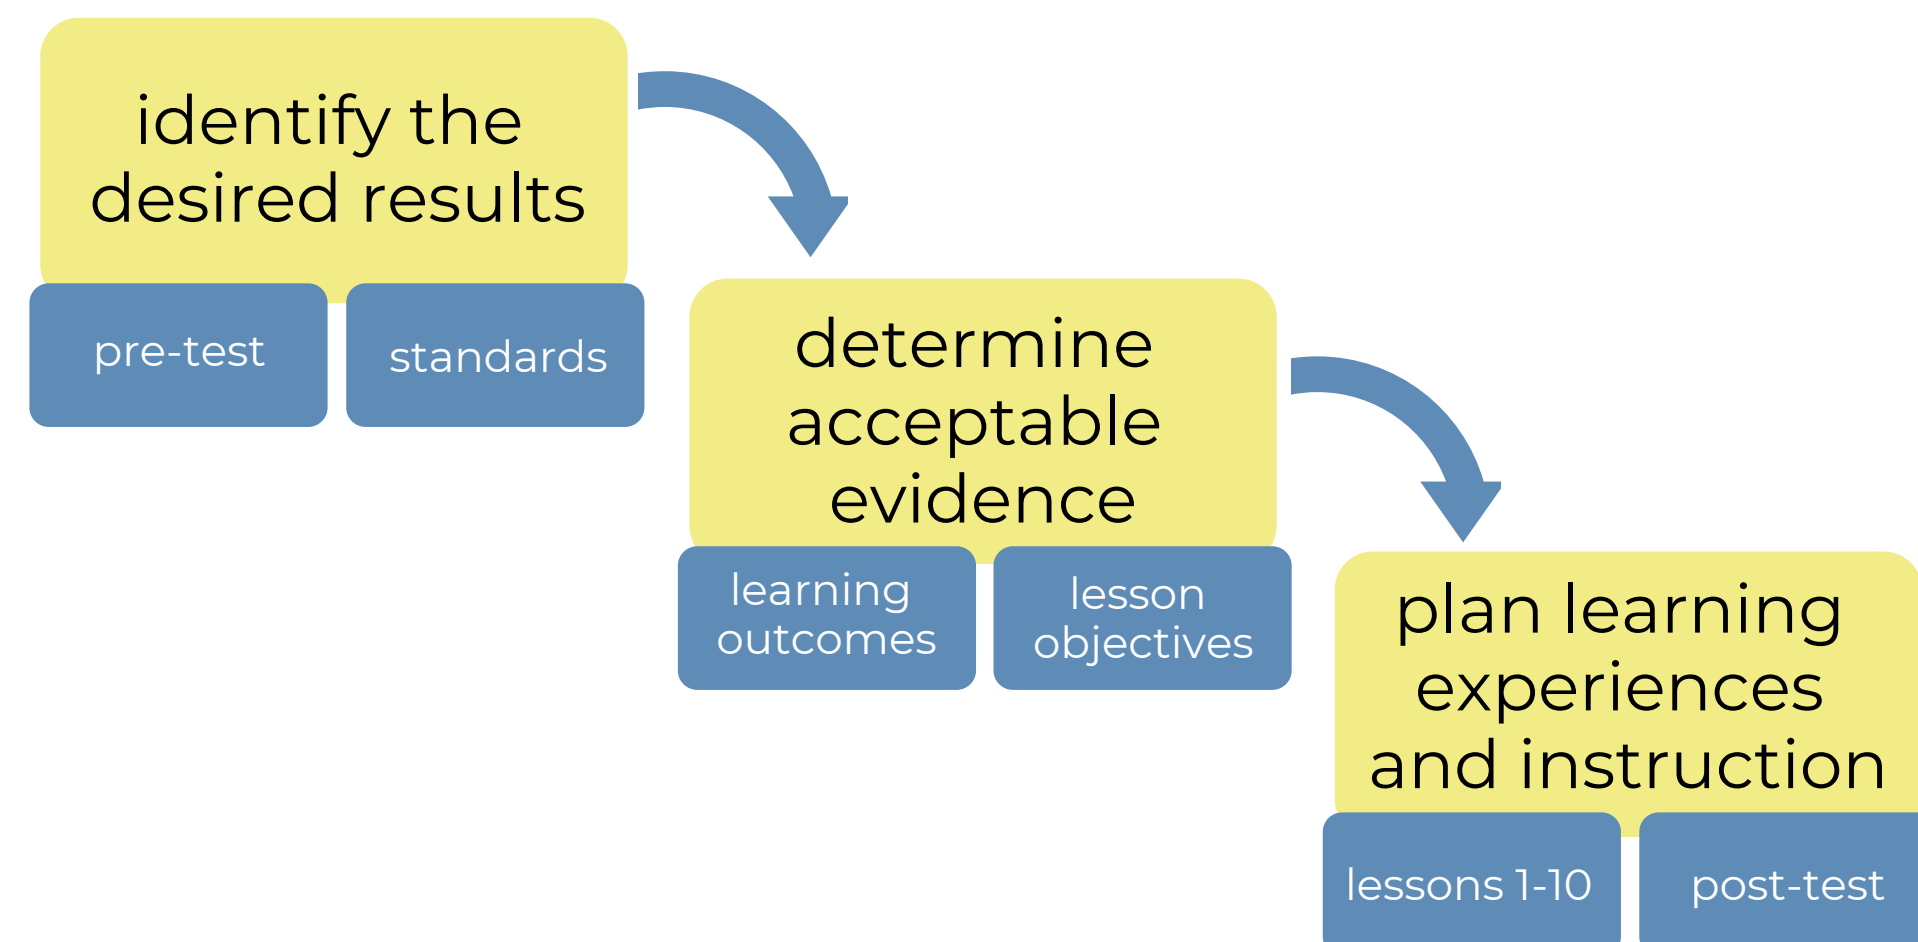 identify the
desired results
pre-test
standards
determine
acceptable
evidence
learning
outcomes
lesson
objectives
plan learning
experiences
and instruction
lessons 1-10
post-test